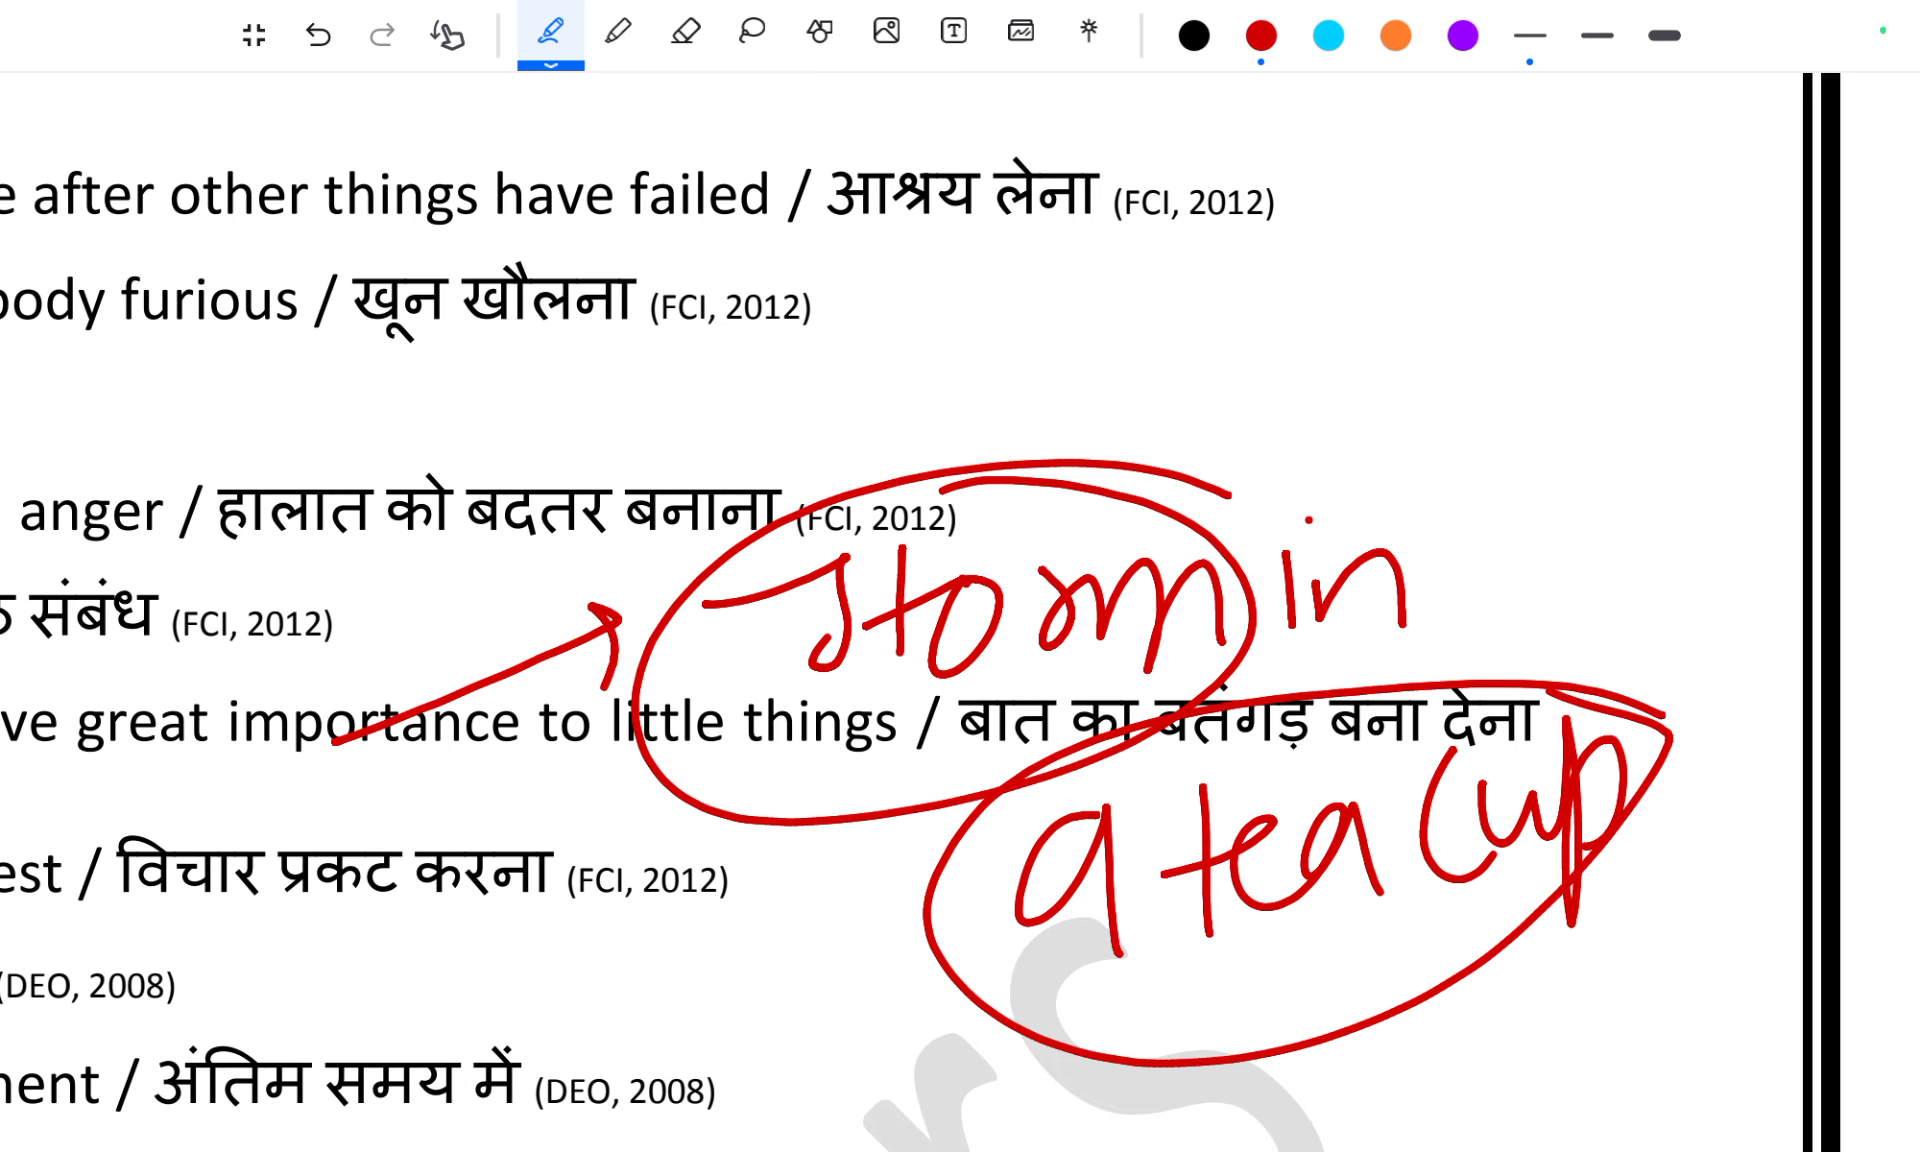 e after other things have failed / आश्रय लेना (FCI, 2012)
body furious / खून खौलना (FCI, 2012)
anger / हालात को बदतर बनाना (FCI, 2012)
संबंध (FCI, 2012)
storm in
ve great importance to little things / बात का बतंगड़ बना देना
a tea cup
est / विचार प्रकट करना (FCI, 2012)
(DEO, 2008)
ment / अंतिम समय में (DEO, 2008)